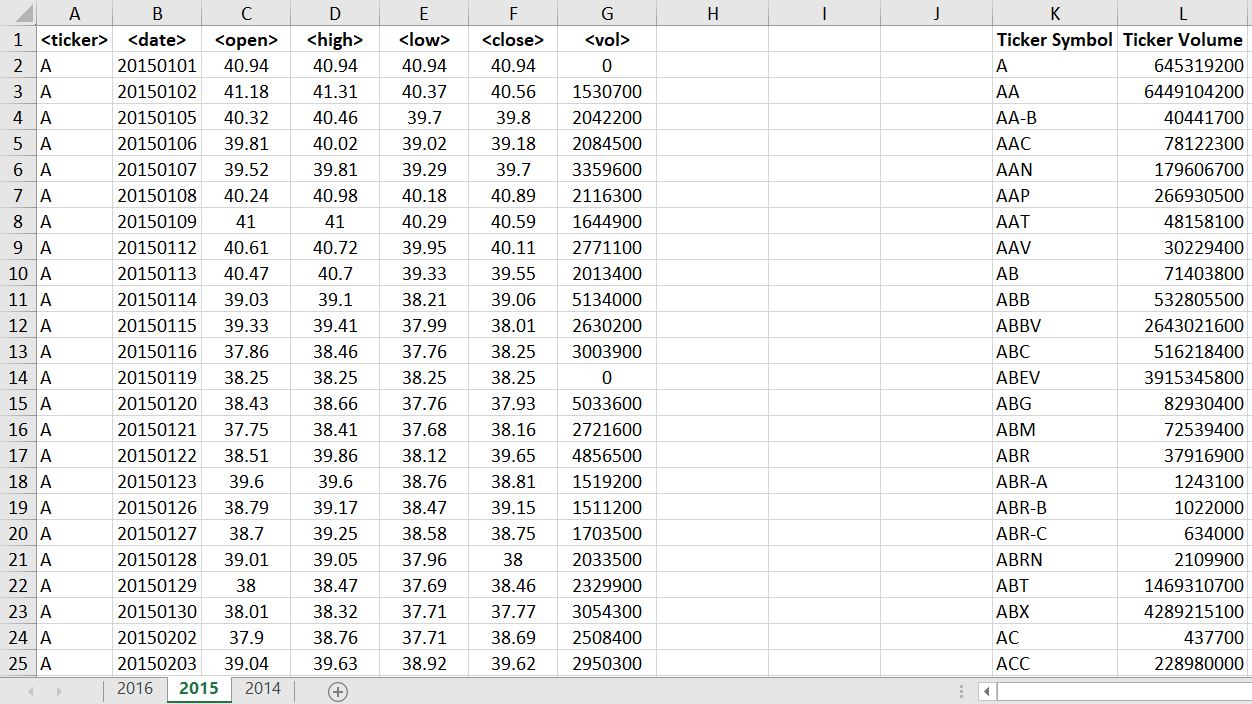 A B C D E F G H I J K L
1 <ticker> <date> <open> <high> <low> <close> <vol> Ticker Symbol Ticker Volume
2 A 20150101 40.94 40.94 40.94 40.94 0 A 645319200
3 A 20150102 41.18 41.31 40.37 40.56 1530700 AA 6449104200
4 A 20150105 40.32 40.46 39.7 39.8 2042200 AA-B 40441700
5 A 20150106 39.81 40.02 39.02 39.18 2084500 AAC 78122300
6 A 20150107 39.52 39.81 39.29 39.7 3359600 AAN 179606700
7 A 20150108 40.24 40.98 40.18 40.89 2116300 AAP 266930500
8 A 20150109 41 41 40.29 40.59 1644900 AAT 48158100
9 A 20150112 40.61 40.72 39.95 40.11 2771100 AAV 30229400
10 A 20150113 40.47 40.7 39.33 39.55 2013400 AB 71403800
11 A 20150114 39.03 39.1 38.21 39.06 5134000 ABB 532805500
12 A 20150115 39.33 39.41 37.99 38.01 2630200 ABBV 2643021600
13 A 20150116 37.86 38.46 37.76 38.25 3003900 ABC 516218400
14 A 20150119 38.25 38.25 38.25 38.25 0 ABEV 3915345800
15 A 20150120 38.43 38.66 37.76 37.93 5033600 ABG 82930400
16 A 20150121 37.75 38.41 37.68 38.16 2721600 ABM 72539400
17 A 20150122 38.51 39.86 38.12 39.65 4856500 ABR 37916900
18 A 20150123 39.6 39.6 38.76 38.81 1519200 ABR-A 1243100
19 A 20150126 38.79 39.17 38.47 39.15 1511200 ABR-B 1022000
20 A 20150127 38.7 39.25 38.58 38.75 1703500 ABR-C 634000
21 A 20150128 39.01 39.05 37.96 38 2033500 ABRN 2109900
22 A 20150129 38 38.47 37.69 38.46 2329900 ABT 1469310700
23 A 20150130 38.01 38.32 37.71 37.77 3054300 ABX 4289215100
24 A 20150202 37.9 38.76 37.71 38.69 2508400 AC 437700
25 A 20150203 39.04 39.63 38.92 39.62 2950300 ACC 228980000
2016 2015 2014